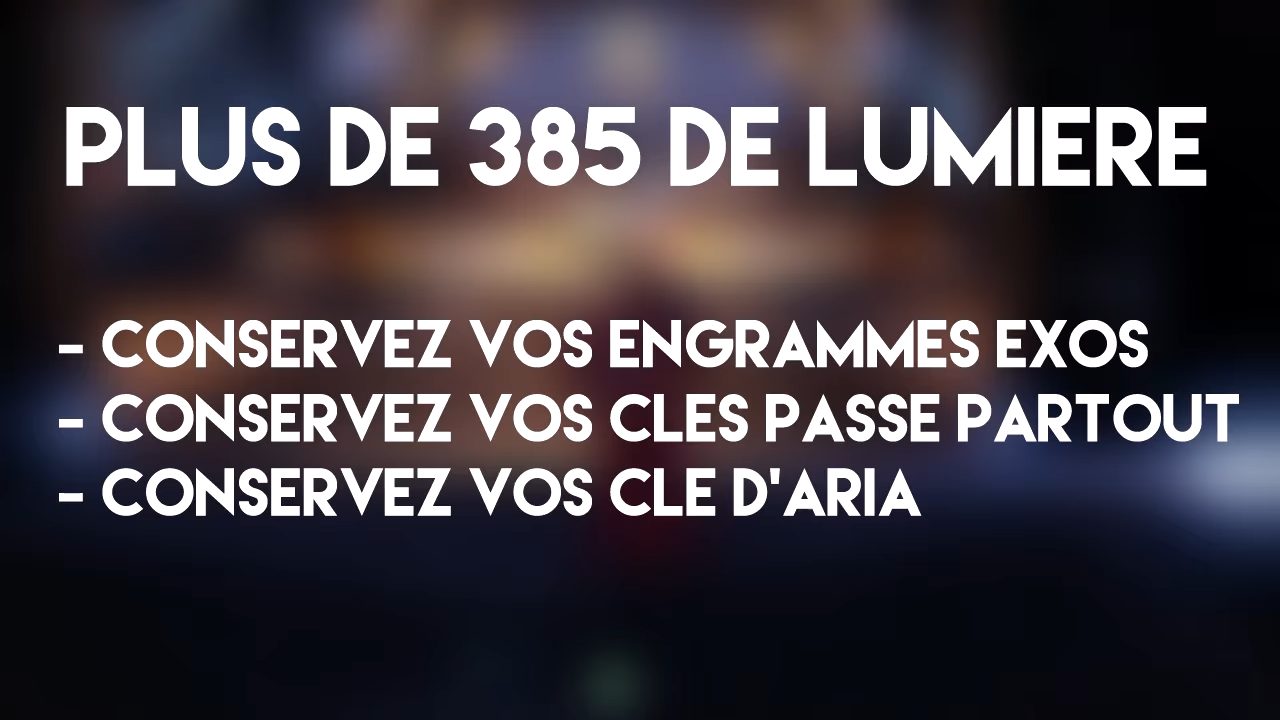 PLUS DE 385 DE LUMIERE
- CONSERVEZ VOS ENGRAMMES EXOS
- CONSERVEZ VOS CLES PASSE PARTOUT
- CONSERVEZ VOS CLE D'ARIA